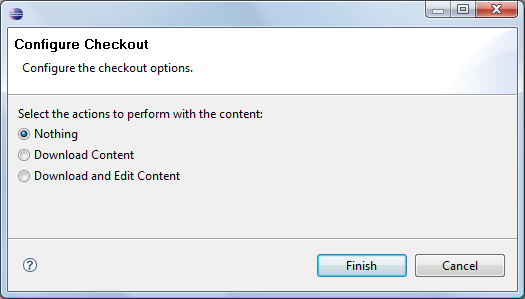 Configure Checkout
Configure the checkout options.
Select the actions to perform with the content:
Nothing
Download Content
Download and Edit Content
?
Finish
Cancel